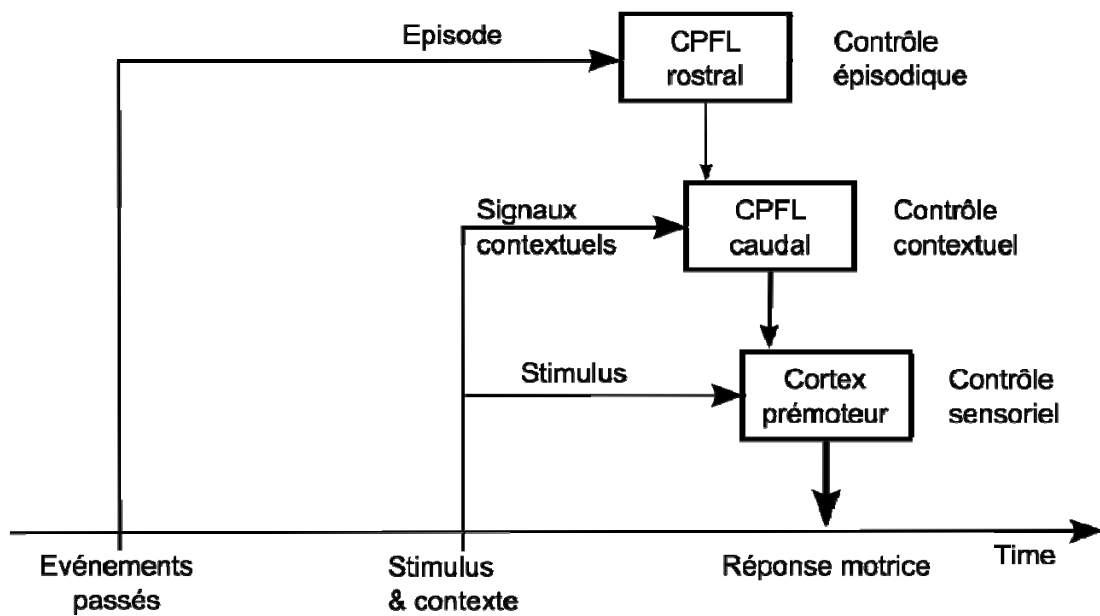 Episode
CPFL
rostral
Contrôle
épisodique
Signaux
contextuels
CPFL
caudal
Contrôle
contextuel
Stimulus
Cortex
prémoteur
Contrôle
sensoriel
Evénements
passés
Stimulus
& contexte
Réponse motrice
Time